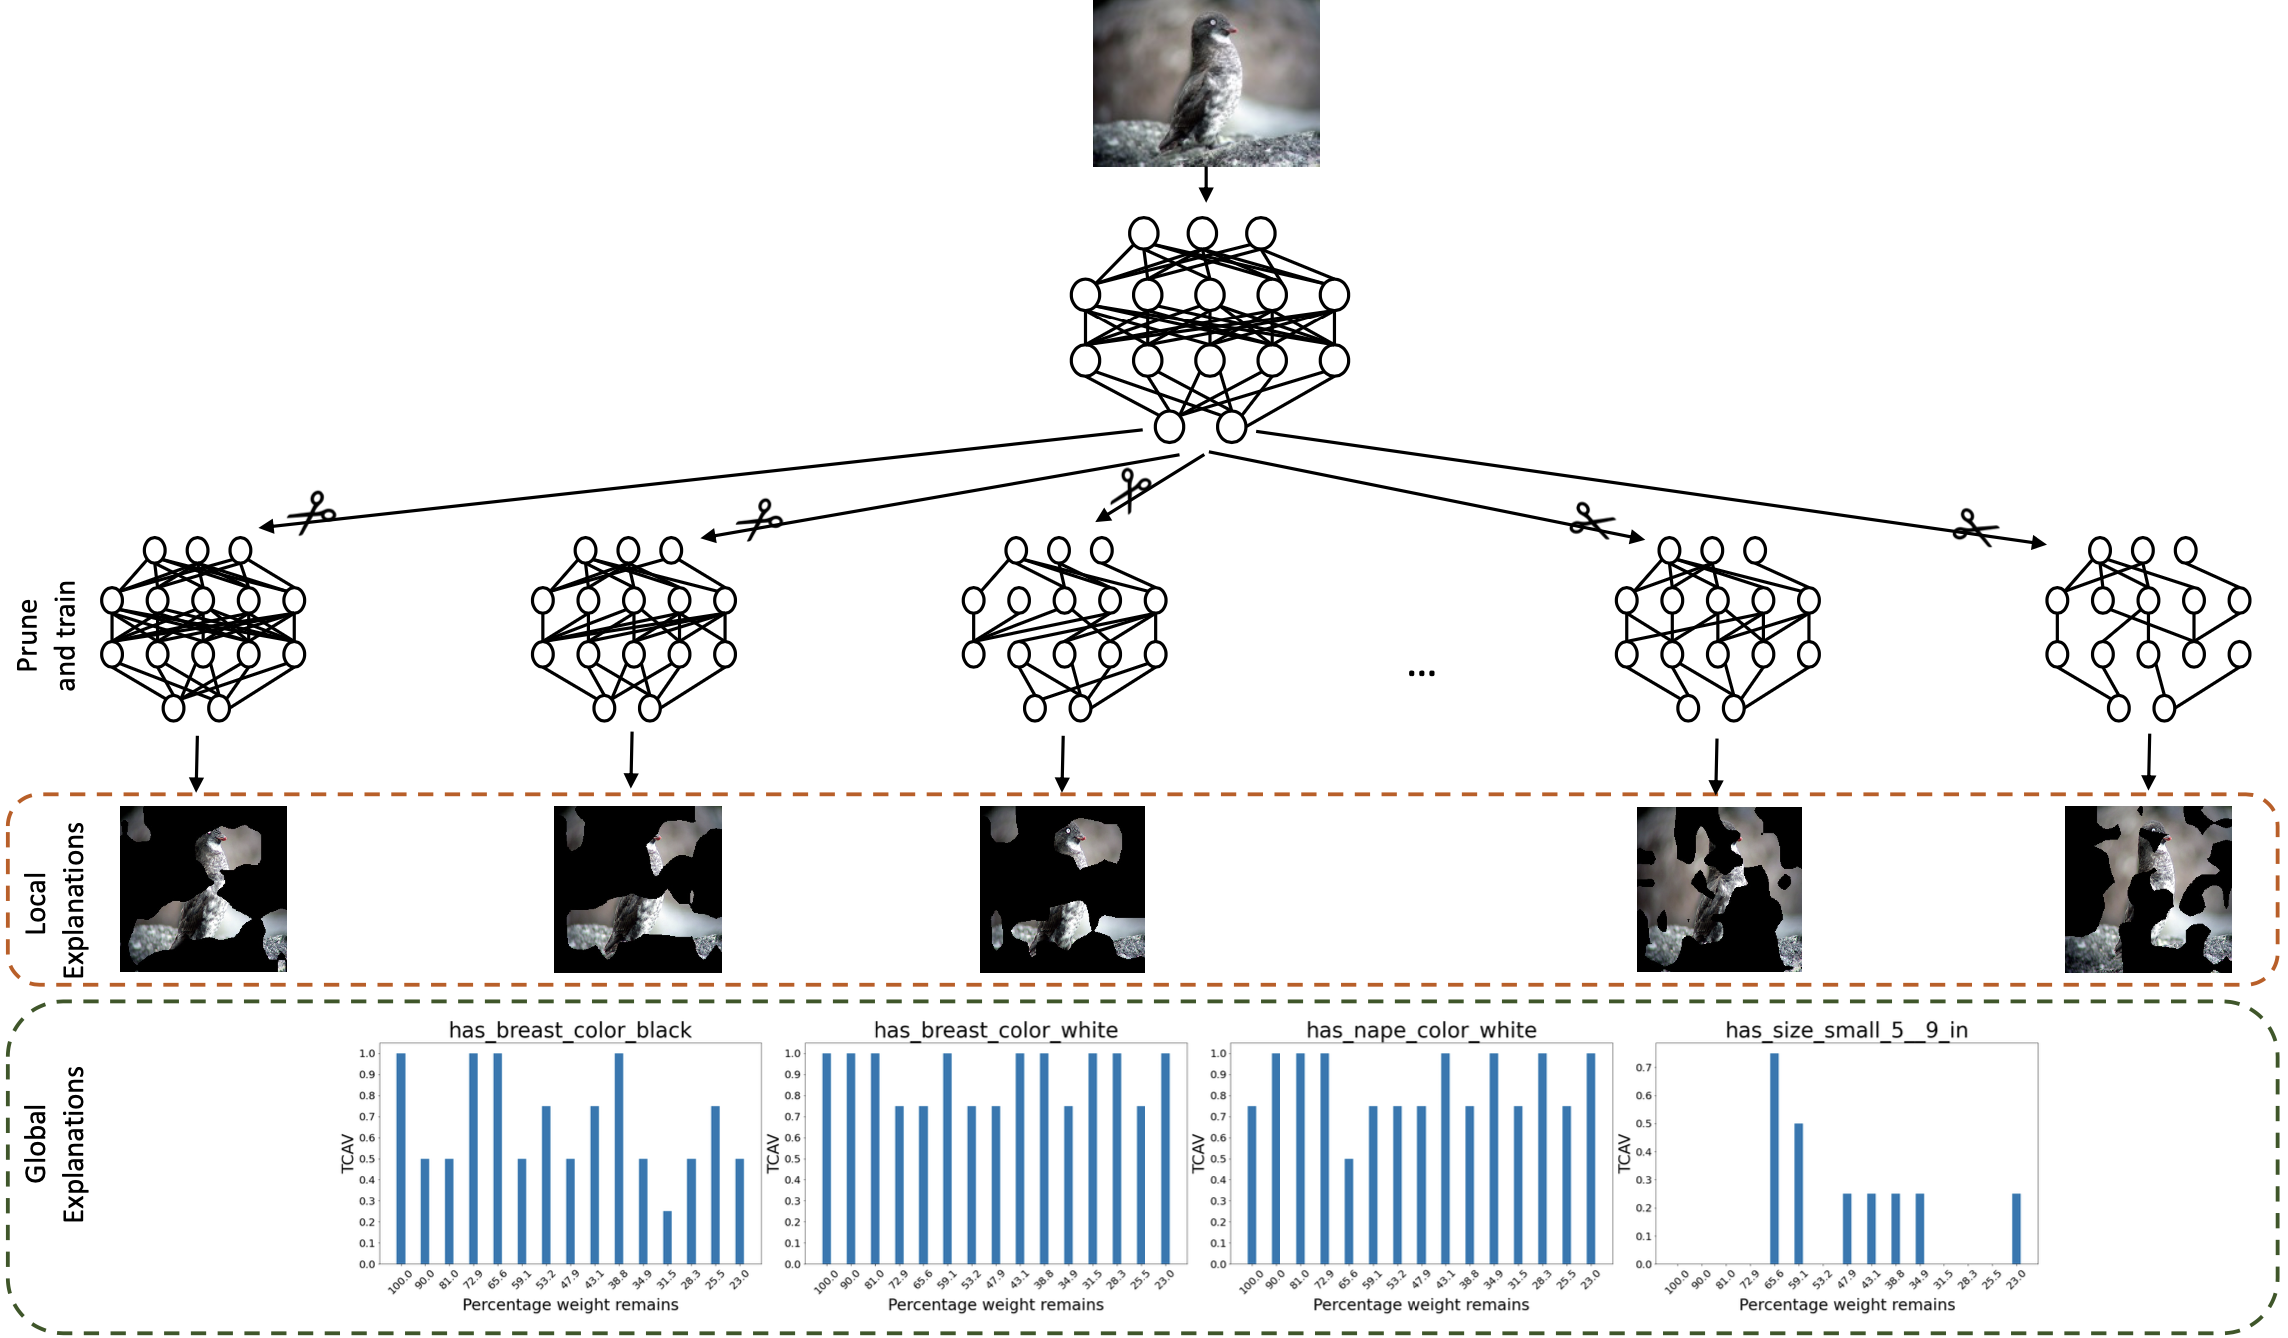 Prune
and train
...
Local
Explanations
Global
Explanations
has_breast_color_black
TCAV
1.0
0.9
0.8
0.7
0.6
0.5
0.4
0.3
0.2
0.1
0.0
100.0 90.0 81.0 72.9 65.6 59.1 53.2 47.9 43.1 38.8 34.9 31.5 28.3 25.5 23.0
Percentage weight remains
has_breast_color_white
TCAV
1.0
0.9
0.8
0.7
0.6
0.5
0.4
0.3
0.2
0.1
0.0
100.0 90.0 81.0 72.9 65.6 59.1 53.2 47.9 43.1 38.8 34.9 31.5 28.3 25.5 23.0
Percentage weight remains
has_nape_color_white
TCAV
1.0
0.9
0.8
0.7
0.6
0.5
0.4
0.3
0.2
0.1
0.0
100.0 90.0 81.0 72.9 65.6 59.1 53.2 47.9 43.1 38.8 34.9 31.5 28.3 25.5 23.0
Percentage weight remains
has_size_small_5__9_in
TCAV
0.7
0.6
0.5
0.4
0.3
0.2
0.1
0.0
100.0 90.0 81.0 72.9 65.6 59.1 53.2 47.9 43.1 38.8 34.9 31.5 28.3 25.5 23.0
Percentage weight remains